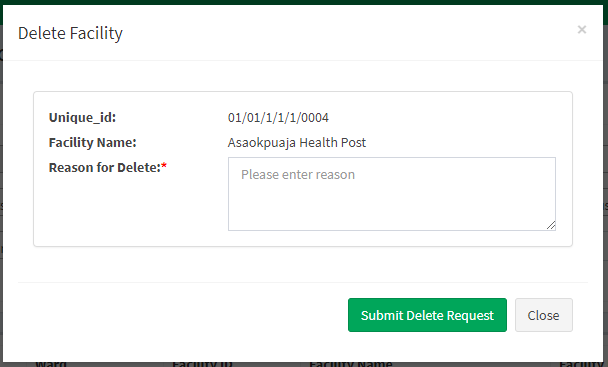 Delete Facility ×
Unique_id: 01/01/1/1/1/0004
Facility Name: Asaokpuaja Health Post
Reason for Delete:* Please enter reason
Submit Delete Request Close
Ward Facility ID Facility Name Facility